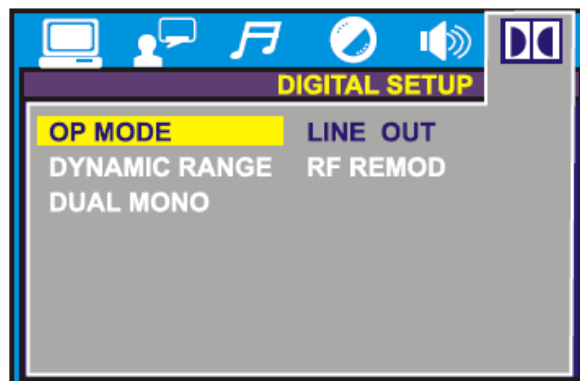 DIGITAL SETUP
OP MODE LINE OUT
DYNAMIC RANGE RF REMOD
DUAL MONO